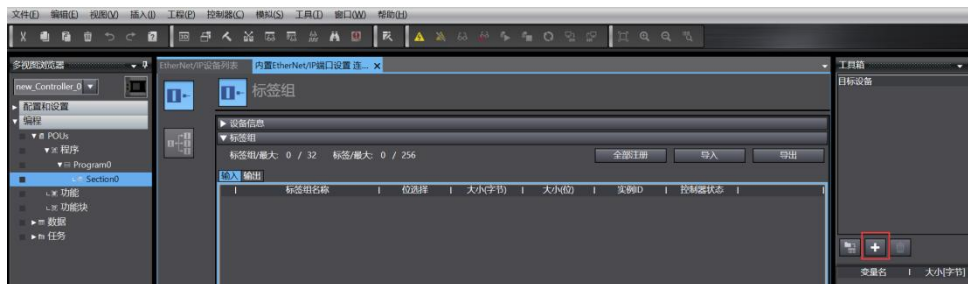 文件(F) 编辑(E) 视图(V) 插入(I) 工程(P) 控制器(C) 模拟(S) 工具(T) 窗口(W) 帮助(H)
多视图浏览器
new_Controller_0
配置和设置
编程
POUs
程序
Program0
Section0
功能
功能块
数据
任务
EtherNet/IP设备列表 内置EtherNet/IP端口设置 连...
标签组
设备信息
标签组
标签组/最大: 0 / 32 标签/最大: 0 / 256 全部注册 导入 导出
输入 输出
标签组名称 位选择 大小(字节) 大小(位) 实例ID 控制器状态
工具箱
目标设备
变量名 大小(字节)